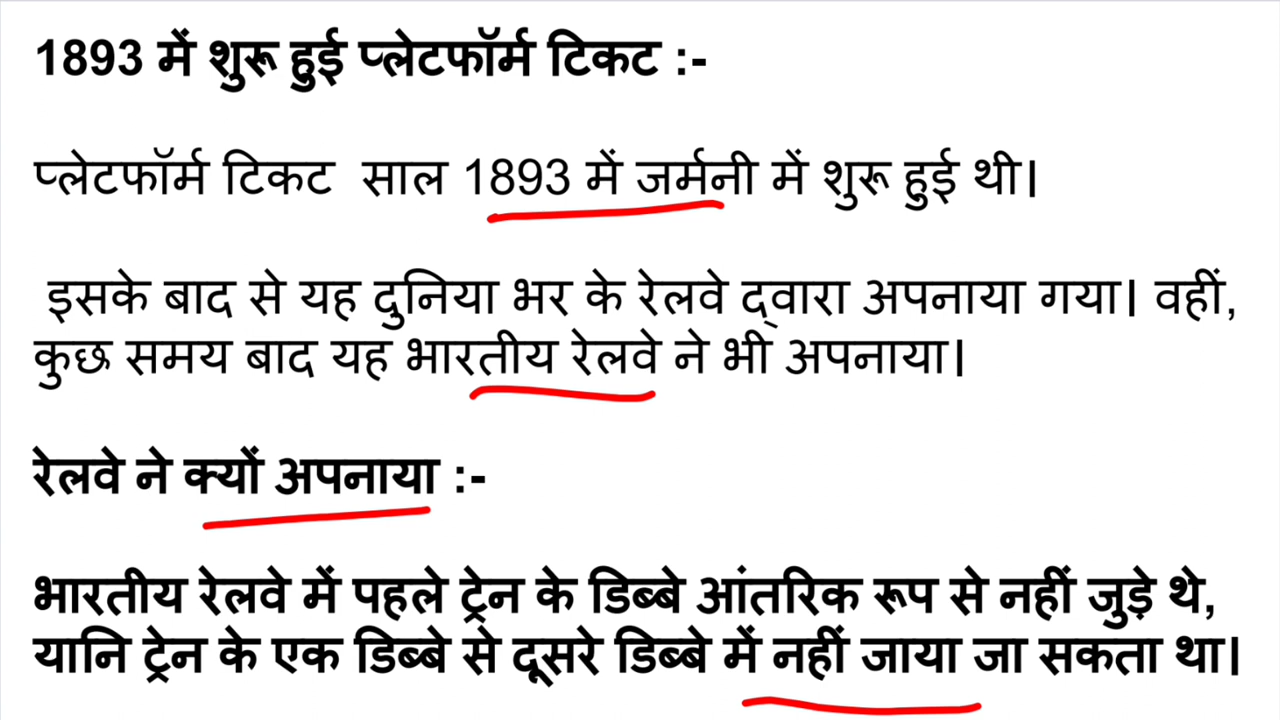 1893 में शुरू हुई प्लेटफॉर्म टिकट :-
प्लेटफॉर्म टिकट साल 1893 में जर्मनी में शुरू हुई थी।
इसके बाद से यह दुनिया भर के रेलवे द्वारा अपनाया गया। वहीं,
कुछ समय बाद यह भारतीय रेलवे ने भी अपनाया।
रेलवे ने क्यों अपनाया :-
भारतीय रेलवे में पहले ट्रेन के डिब्बे आंतरिक रूप से नहीं जुड़े थे,
यानि ट्रेन के एक डिब्बे से दूसरे डिब्बे में नहीं जाया जा सकता था।